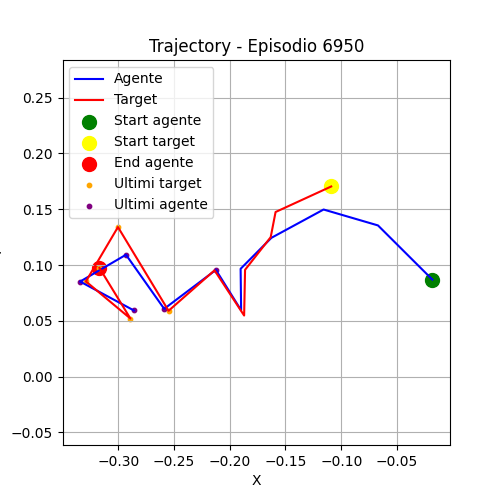 Trajectory - Episodio 6950
Agente
Target
Start agente
Start target
End agente
Ultimi target
Ultimi agente
0.25
0.20
0.15
0.10
0.05
0.00
−0.05
−0.30
−0.25
−0.20
−0.15
−0.10
−0.05
X